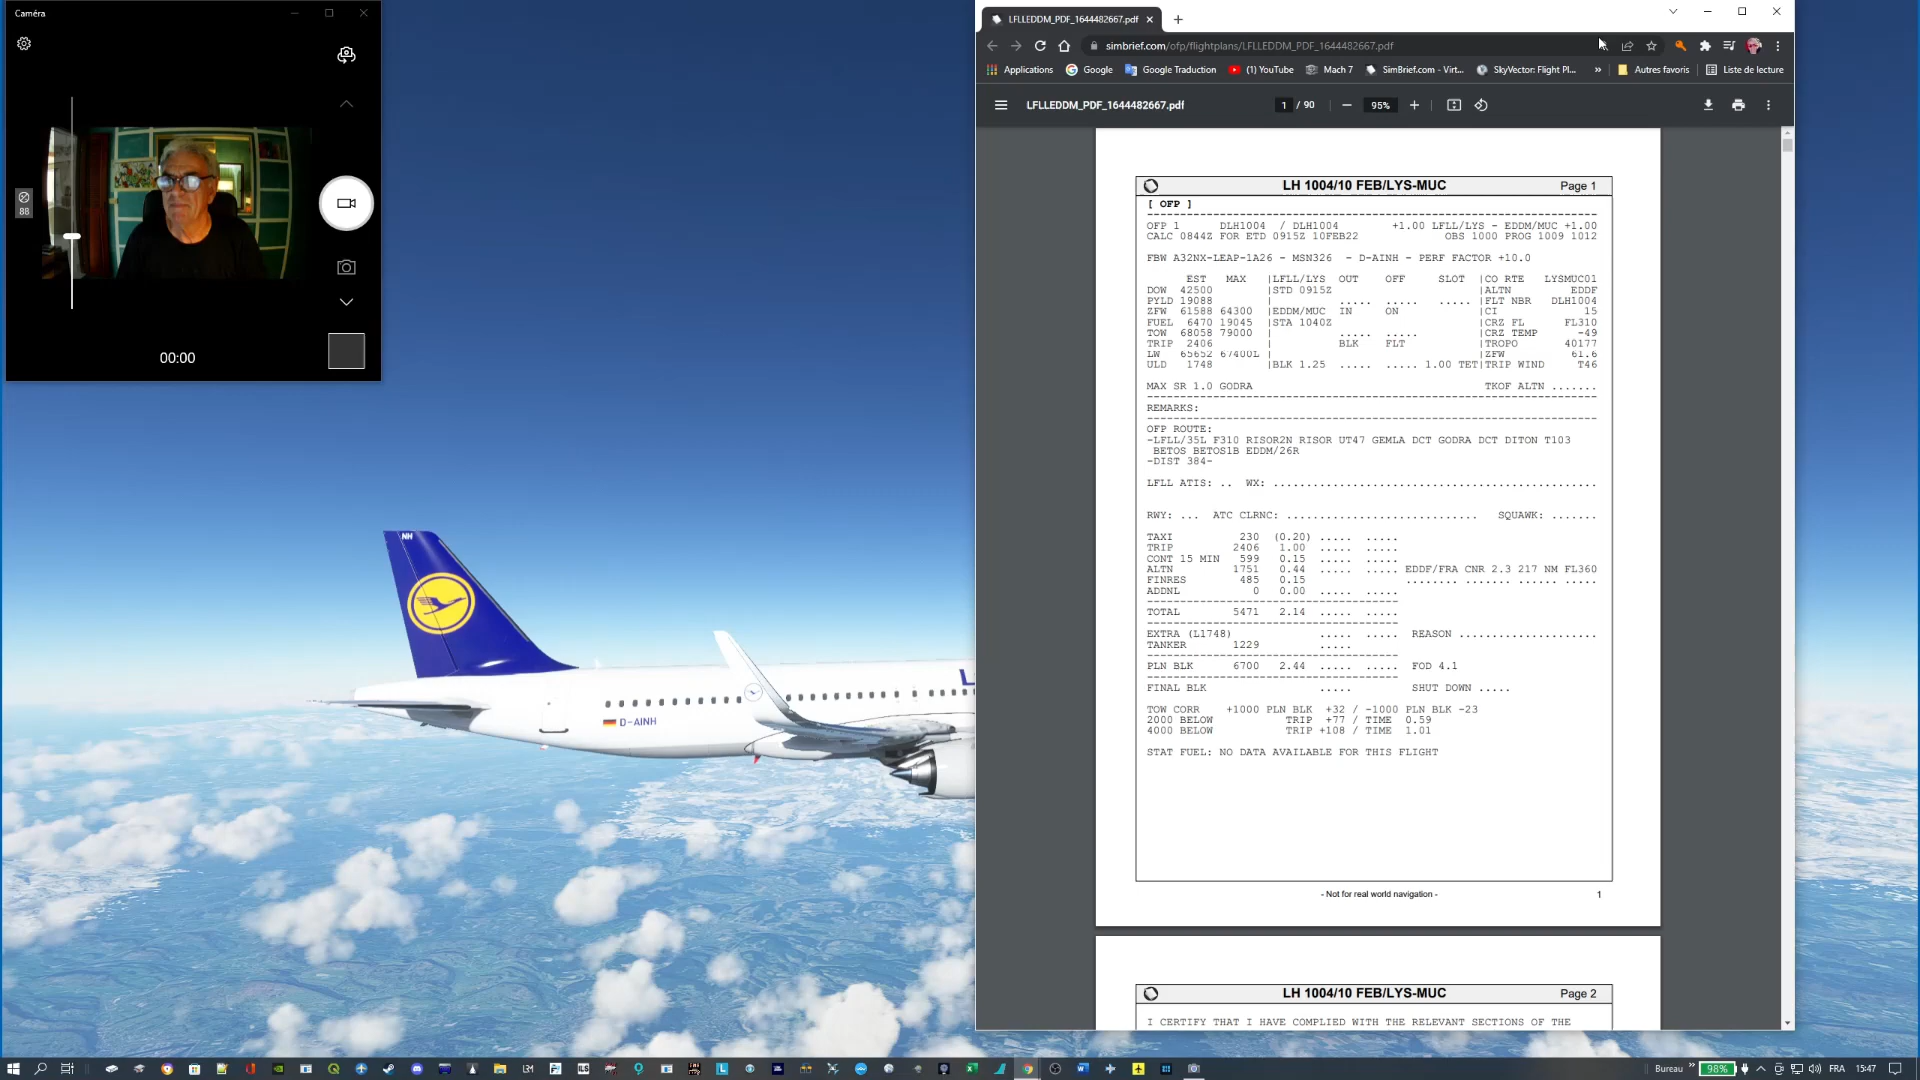 Caméra
88
00:00
NH
D-AINH
L
LFLLEDDM_PDF_1644482667.pdf
simbrief.com/ofp/flightplans/LFLLEDDM_PDF_1644482667.pdf
Applications Google Google Traduction (1) YouTube Mach 7 SimBrief.com - Virt... SkyVector: Flight Pl... » Autres favoris Liste de lecture
LFLLEDDM_PDF_1644482667.pdf 1 / 90 95%
LH 1004/10 FEB/LYS-MUC Page 1
[ OFP ]
OFP 1 DLH1004 / DLH1004 +1.00 LFLL/LYS - EDDM/MUC +1.00
CALC 0844Z FOR ETD 0915Z 10FEB22 OBS 1000 PROG 1009 1012
FBW A32NX-LEAP-1A26 - MSN326 - D-AINH - PERF FACTOR +10.0
EST MAX |LFLL/LYS OUT OFF SLOT |CO RTE LYSMUC01
DOW 42500 |STD 0915Z |ALTN EDDF
PYLD 19088 | ..... ..... ..... |FLT NBR DLH1004
ZFW 61588 64300 |EDDM/MUC IN ON |CI 15
FUEL 6470 19045 |STA 1040Z |CRZ FL FL310
TOW 68058 79000 | ..... ..... |CRZ TEMP -49
TRIP 2406 | BLK FLT |TROPO 40177
LW 65652 67400L | |ZFW 61.6
ULD 1748 |BLK 1.25 ..... ..... 1.00 TET|TRIP WIND T46
MAX SR 1.0 GODRA TKOF ALTN .......
REMARKS:
OFP ROUTE:
-LFLL/35L F310 RISOR2N RISOR UT47 GEMLA DCT GODRA DCT DITON T103
BETOS BETOS1B EDDM/26R
-DIST 384-
LFLL ATIS: .. WX: .................................................
RWY: ... ATC CLRNC: ............................. SQUAWK: .......
TAXI 230 (0.20) ..... .....
TRIP 2406 1.00 ..... .....
CONT 15 MIN 599 0.15 ..... .....
ALTN 1751 0.44 ..... ..... EDDF/FRA CNR 2.3 217 NM FL360
FINRES 485 0.15 ........ ...... ..... .....
ADDNL 0 0.00 ..... .....
TOTAL 5471 2.14 ..... .....
EXTRA (L1748) ..... ..... REASON .....................
TANKER 1229 .....
PLN BLK 6700 2.44 ..... ..... FOD 4.1
FINAL BLK ..... SHUT DOWN .....
TOW CORR +1000 PLN BLK +32 / -1000 PLN BLK -23
2000 BELOW TRIP +77 / TIME 0.59
4000 BELOW TRIP +108 / TIME 1.01
STAT FUEL: NO DATA AVAILABLE FOR THIS FLIGHT
- Not for real world navigation - 1
LH 1004/10 FEB/LYS-MUC Page 2
I CERTIFY THAT I HAVE COMPLIED WITH THE RELEVANT SECTIONS OF THE
Bureau » 98% FRA 15:47